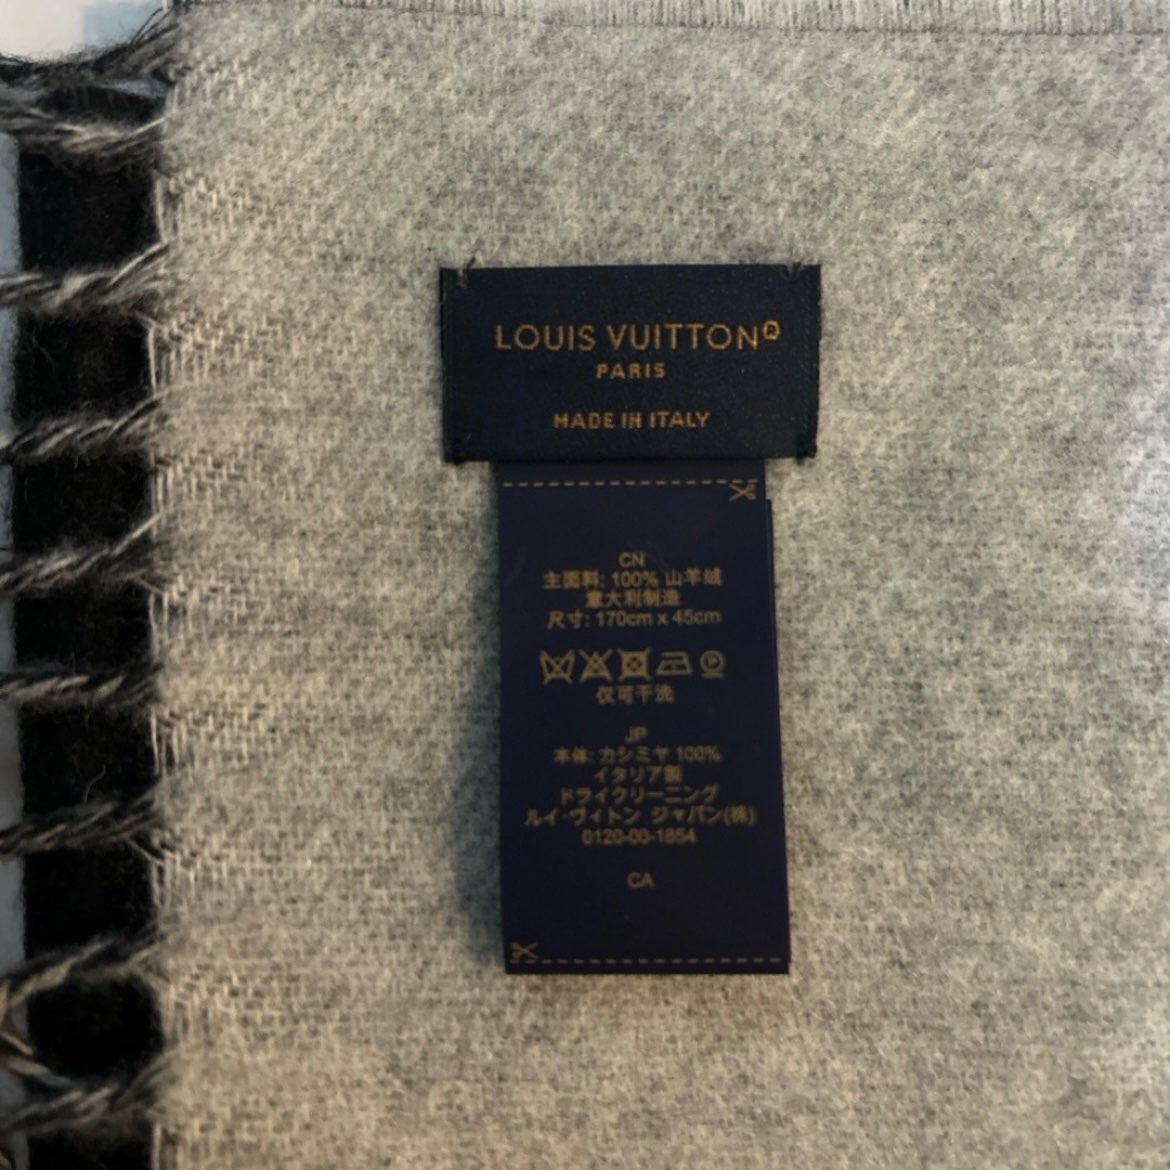 LOUIS VUITTON®
PARIS
MADE IN ITALY
CN
主面料: 100% 山羊绒
意大利制造
尺寸: 170cm x 45cm
仅可干洗
JP
本体: カシミヤ 100%
イタリア製
ドライクリーニング
ルイ·ヴィトン ジャパン(株)
0120-00-1854
CA